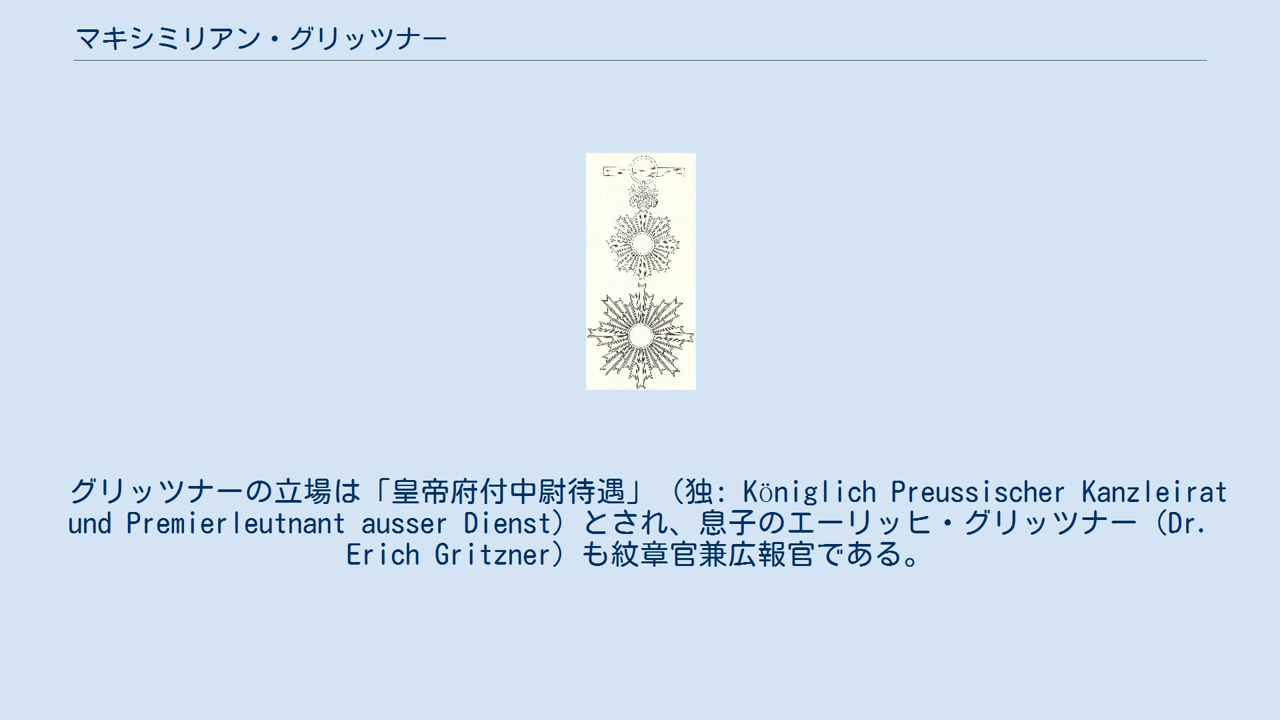 マキシミリアン・グリッツナー
グリッツナーの立場は「皇帝府付中尉待遇」（独: Königlich Preussischer Kanzleirat
und Premierleutnant ausser Dienst）とされ、息子のエーリッヒ・グリッツナー（Dr.
Erich Gritzner）も紋章官兼広報官である。